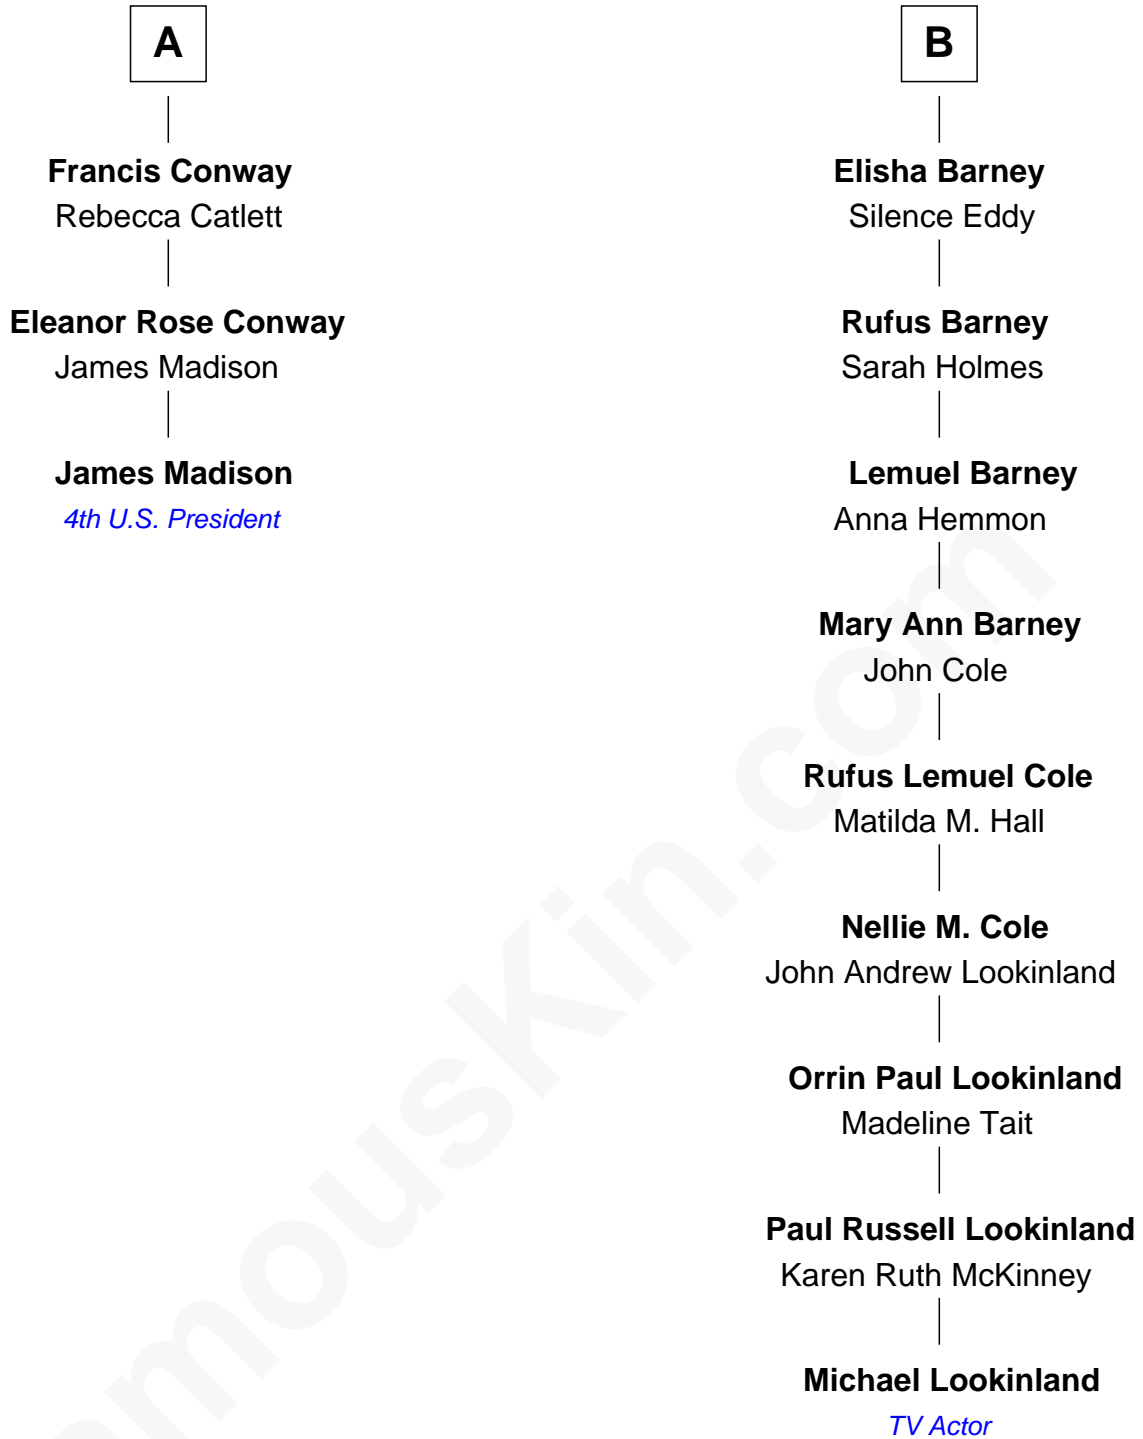 A
Francis Conway
Rebecca Catlett
Eleanor Rose Conway
James Madison
James Madison
4th U.S. President
B
Elisha Barney
Silence Eddy
Rufus Barney
Sarah Holmes
Lemuel Barney
Anna Hemmon
Mary Ann Barney
John Cole
Rufus Lemuel Cole
Matilda M. Hall
Nellie M. Cole
John Andrew Lookinland
Orrin Paul Lookinland
Madeline Tait
Paul Russell Lookinland
Karen Ruth McKinney
Michael Lookinland
TV Actor
amousKin.com